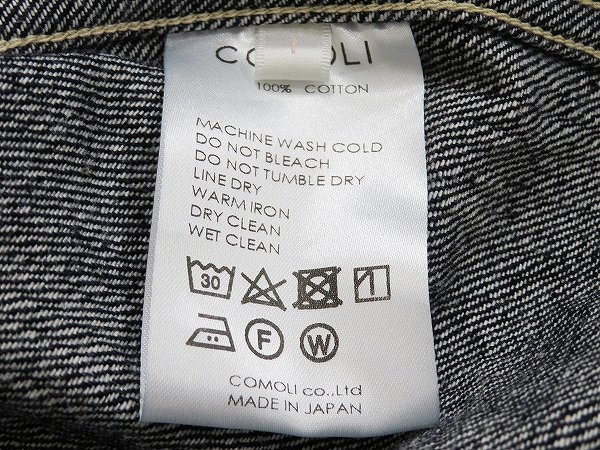 COMOLI
100% COTTON
MACHINE WASH COLD
DO NOT BLEACH
DO NOT TUMBLE DRY
LINE DRY
WARM IRON
DRY CLEAN
WET CLEAN
30
F W
COMOLI co.,Ltd
MADE IN JAPAN